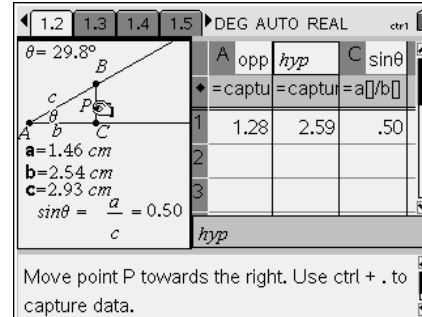 1.2 1.3 1.4 1.5 DEG AUTO REAL
θ= 29.8º
B
c
P
θ
A b C
a=1.46 cm
b=2.54 cm
c=2.93 cm
sinθ = a/c = 0.50
A opp hyp C sinθ
♦ =captu =captur =a[]/b[]
1 1.28 2.59 .50
2
3
hyp
Move point P towards the right. Use ctrl + . to
capture data.